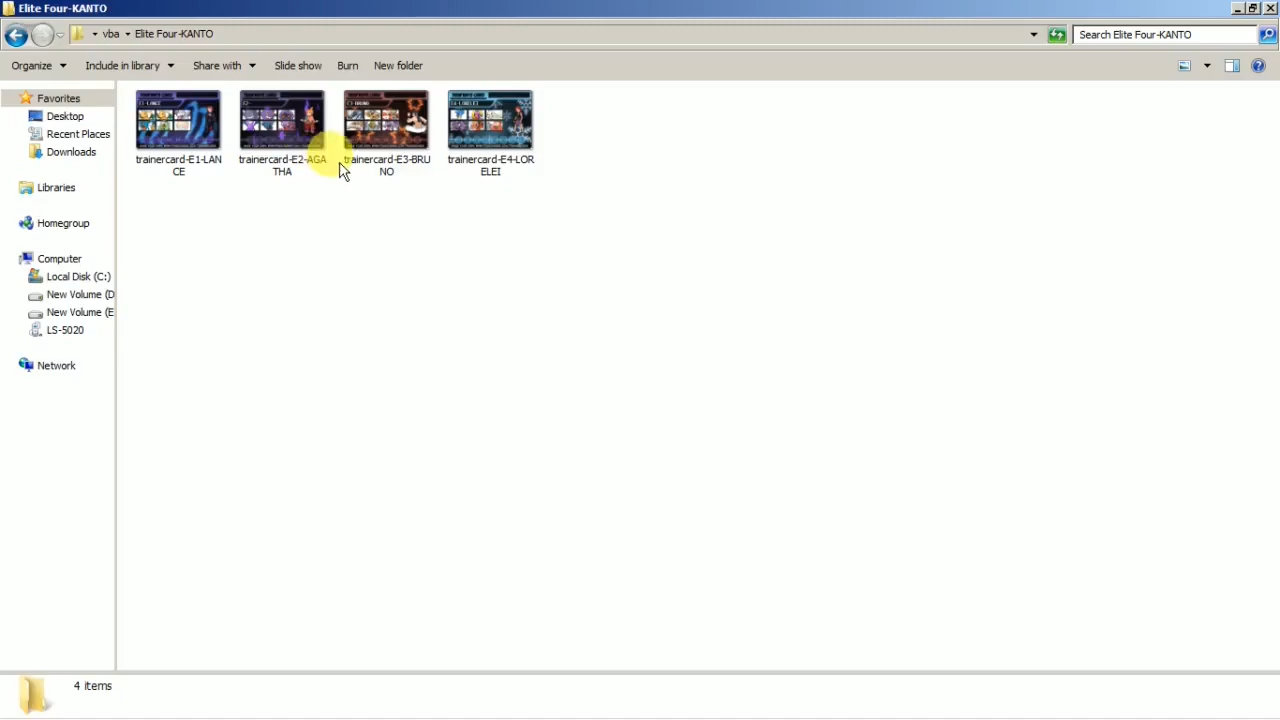 Elite Four-KANTO
vba Elite Four-KANTO
Search Elite Four-KANTO
Organize Include in library Share with Slide show Burn New folder
Favorites
Desktop
Recent Places
Downloads
Libraries
Homegroup
Computer
Local Disk (C:)
New Volume (D
New Volume (E
LS-5020
Network
trainercard-E1-LAN
CE
trainercard-E2-AGA
THA
trainercard-E3-BRU
NO
trainercard-E4-LOR
ELEI
4 items